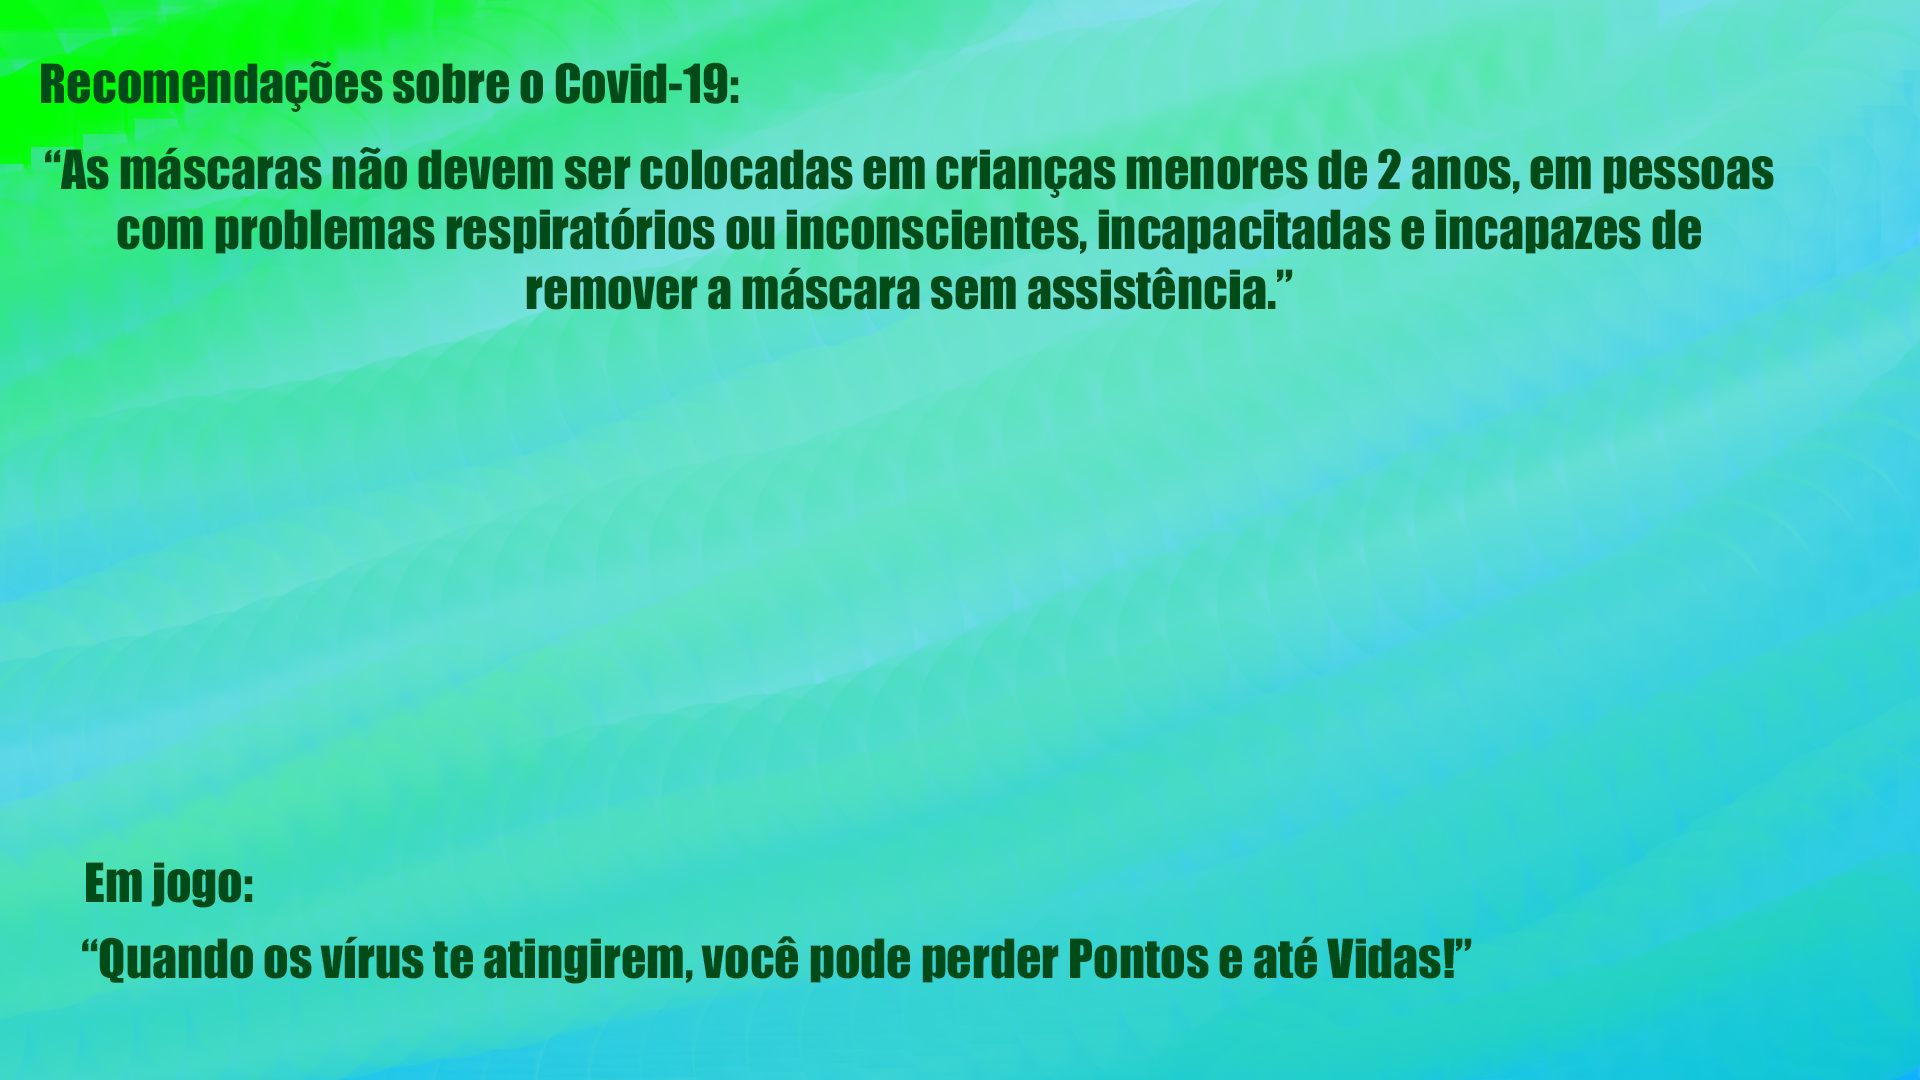 Recomendações sobre o Covid-19:
“As máscaras não devem ser colocadas em crianças menores de 2 anos, em pessoas
com problemas respiratórios ou inconscientes, incapacitadas e incapazes de
remover a máscara sem assistência.”
Em jogo:
“Quando os vírus te atingirem, você pode perder Pontos e até Vidas!”